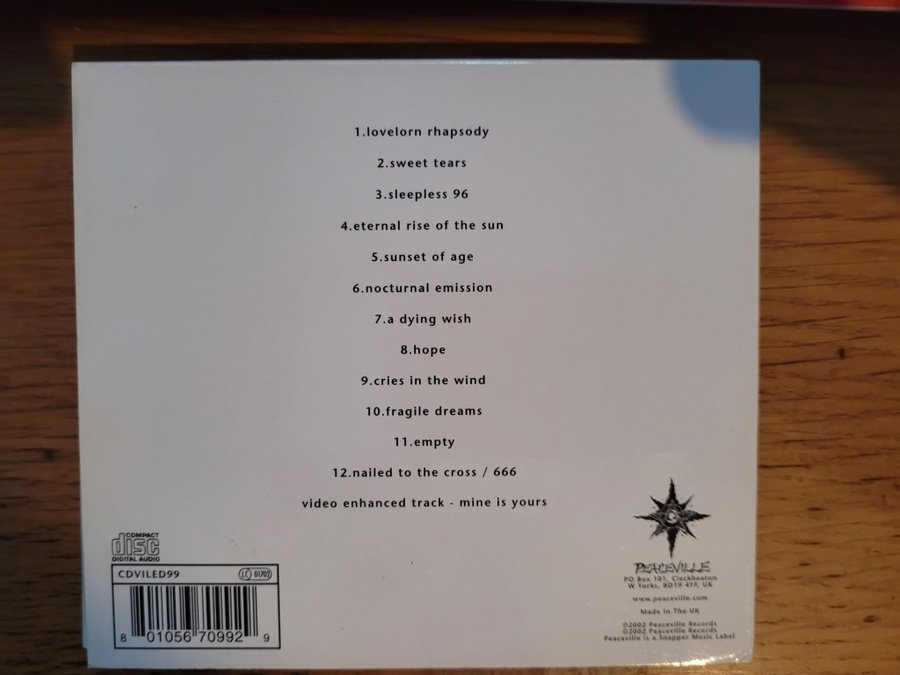 1.lovelorn rhapsody
2.sweet tears
3.sleepless 96
4.eternal rise of the sun
5.sunset of age
6.nocturnal emission
7.a dying wish
8.hope
9.cries in the wind
10.fragile dreams
11.empty
12.nailed to the cross / 666
video enhanced track - mine is yours
COMPACT
disc
DIGITAL AUDIO
CDVILED99
LC 01702
8 01056 70992 9
PEACEVILLE
PO Box 101, Cleckheaton
W Yorks, BD19 4YF, UK
www.peaceville.com
Made In The UK
©2002 Peaceville Records
©2002 Peaceville Records
Peaceville is a Snapper Music Label